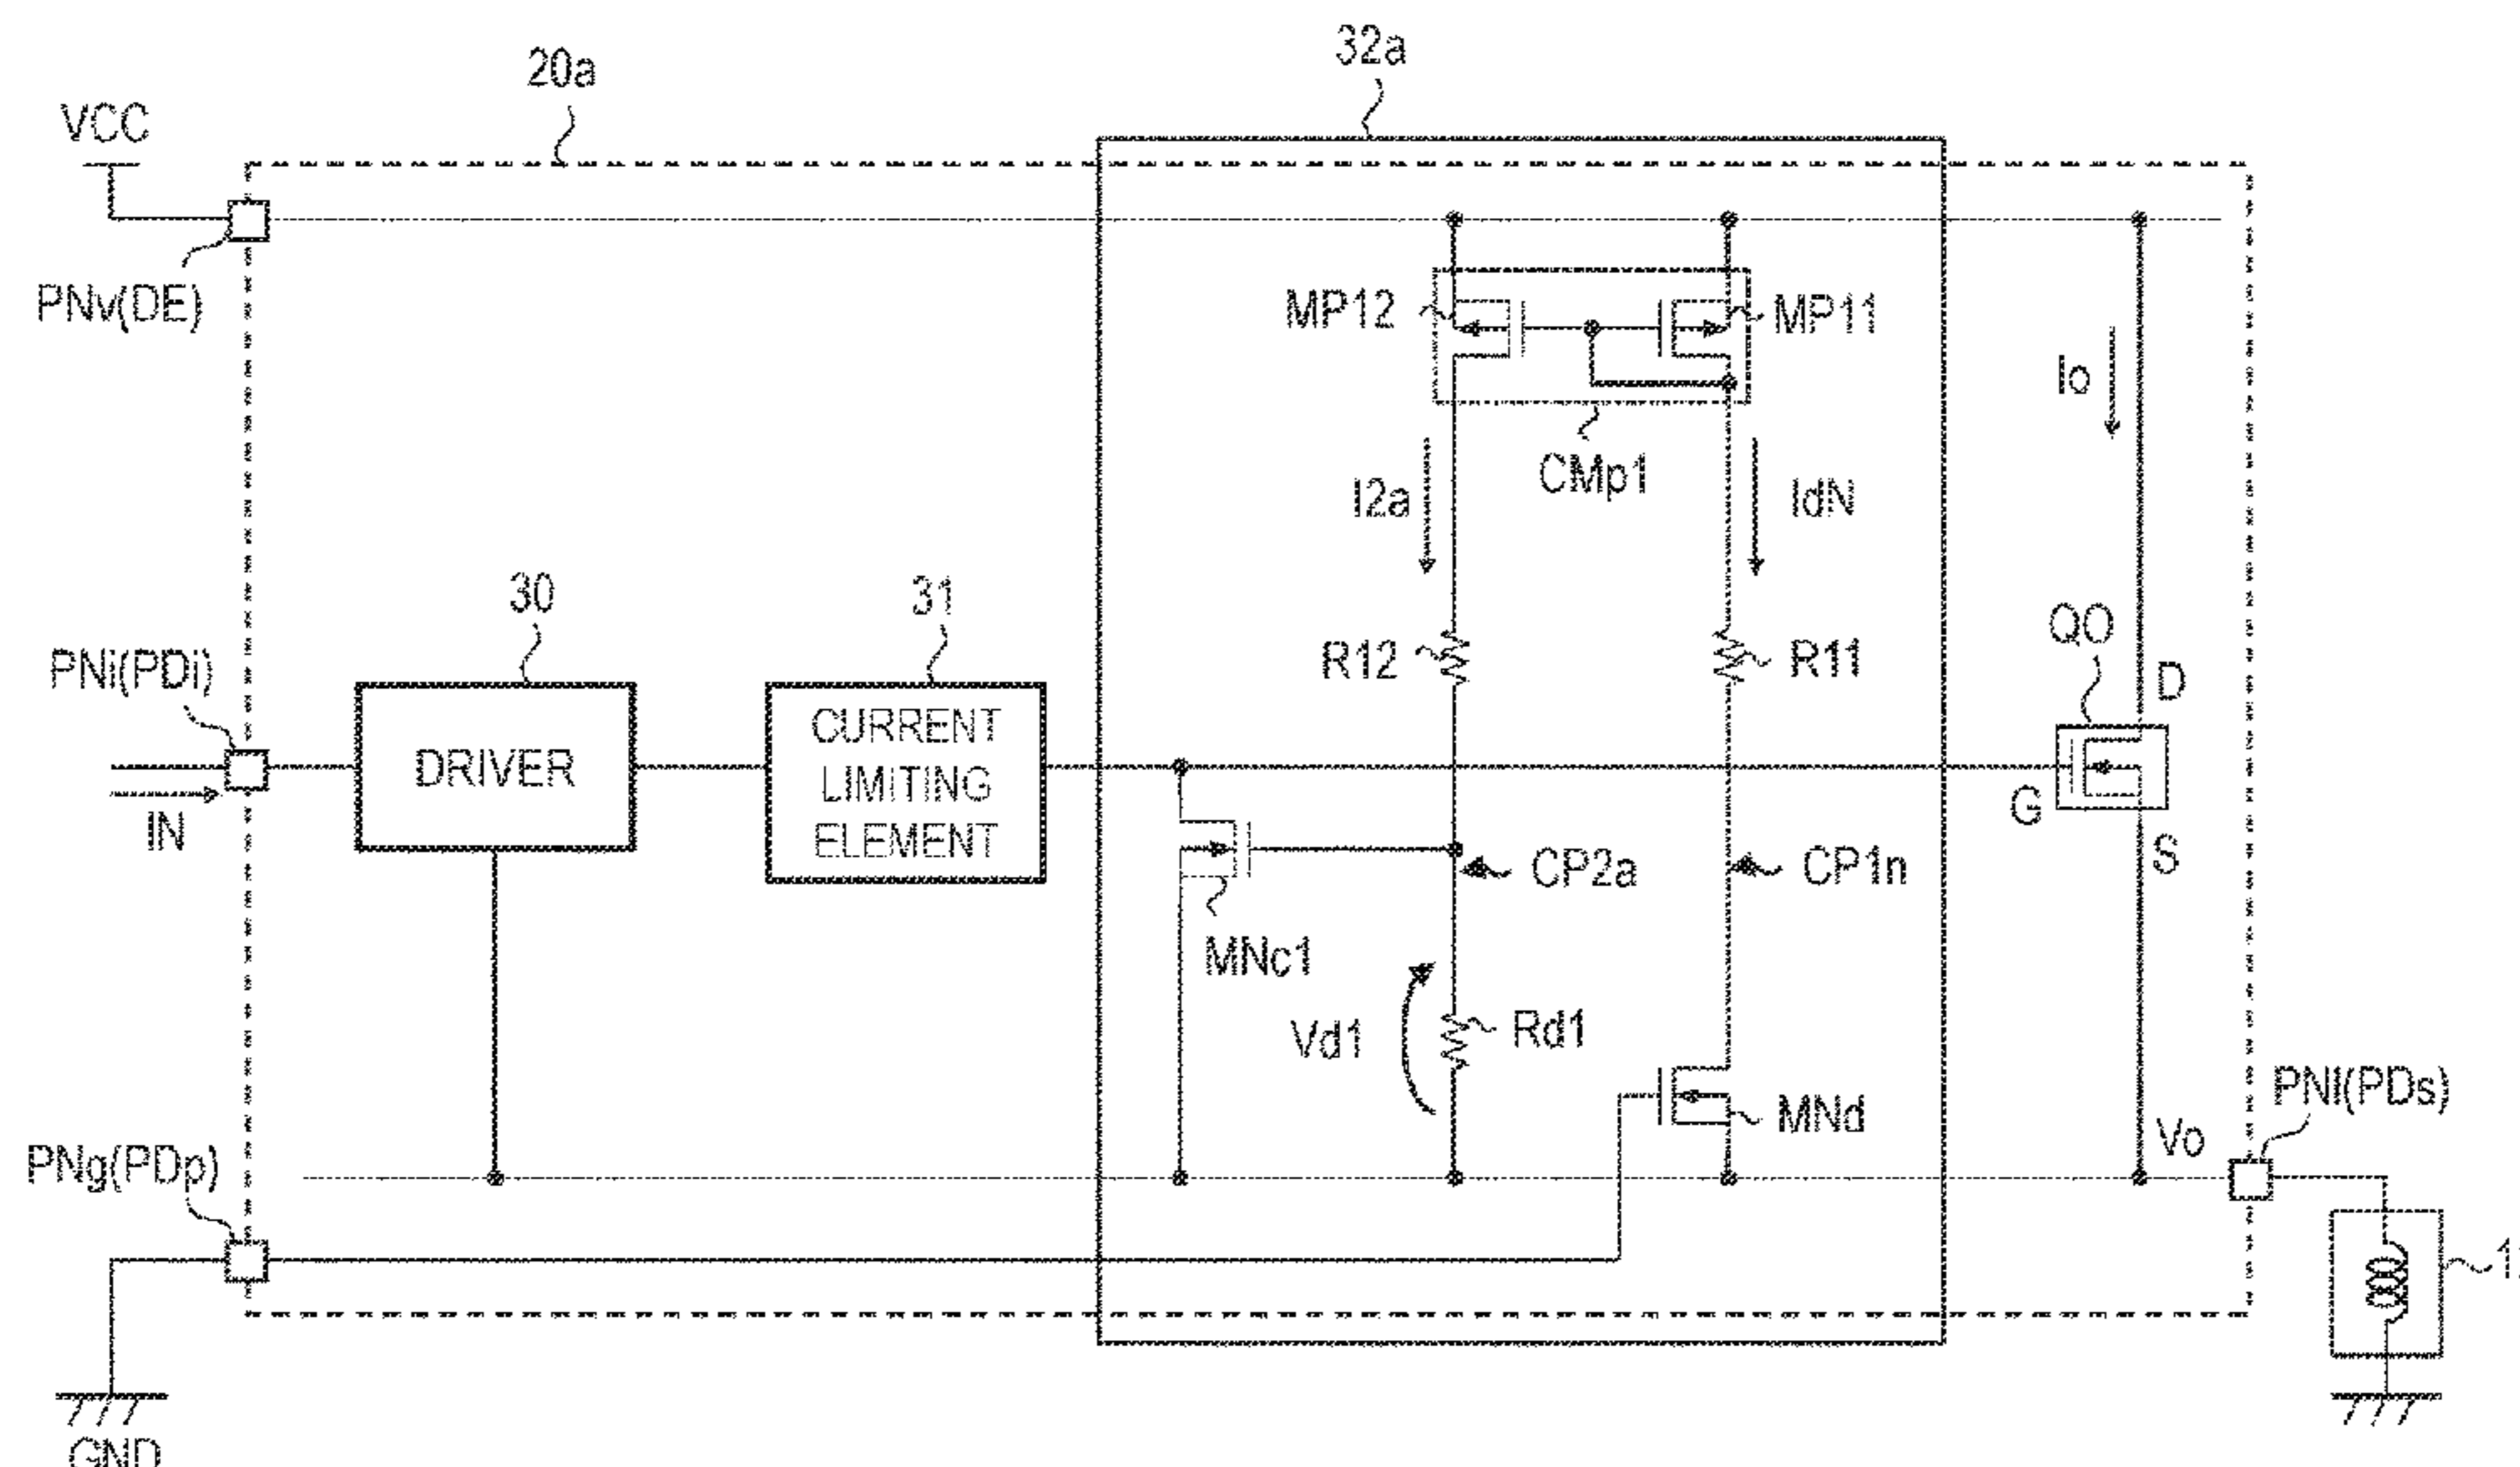 20a
32a
VCC
PNv(DE)
MP12
MP11
Io
CMp1
I2a
IdN
30
31
QO
PNi(PDi)
R12
R11
D
CURRENT
LIMITING
ELEMENT
DRIVER
IN
G
S
CP2a
CP1n
MNc1
Vd1
Rd1
MNd
PNl(PDs)
Vo
PNg(PDp)
1
GND